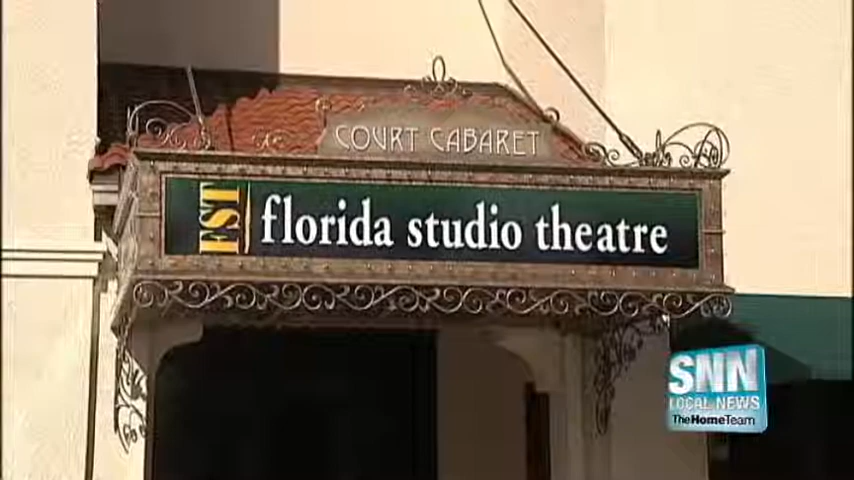 COURT CABARET
FST florida studio theatre
SNN
LOCAL NEWS
TheHomeTeam